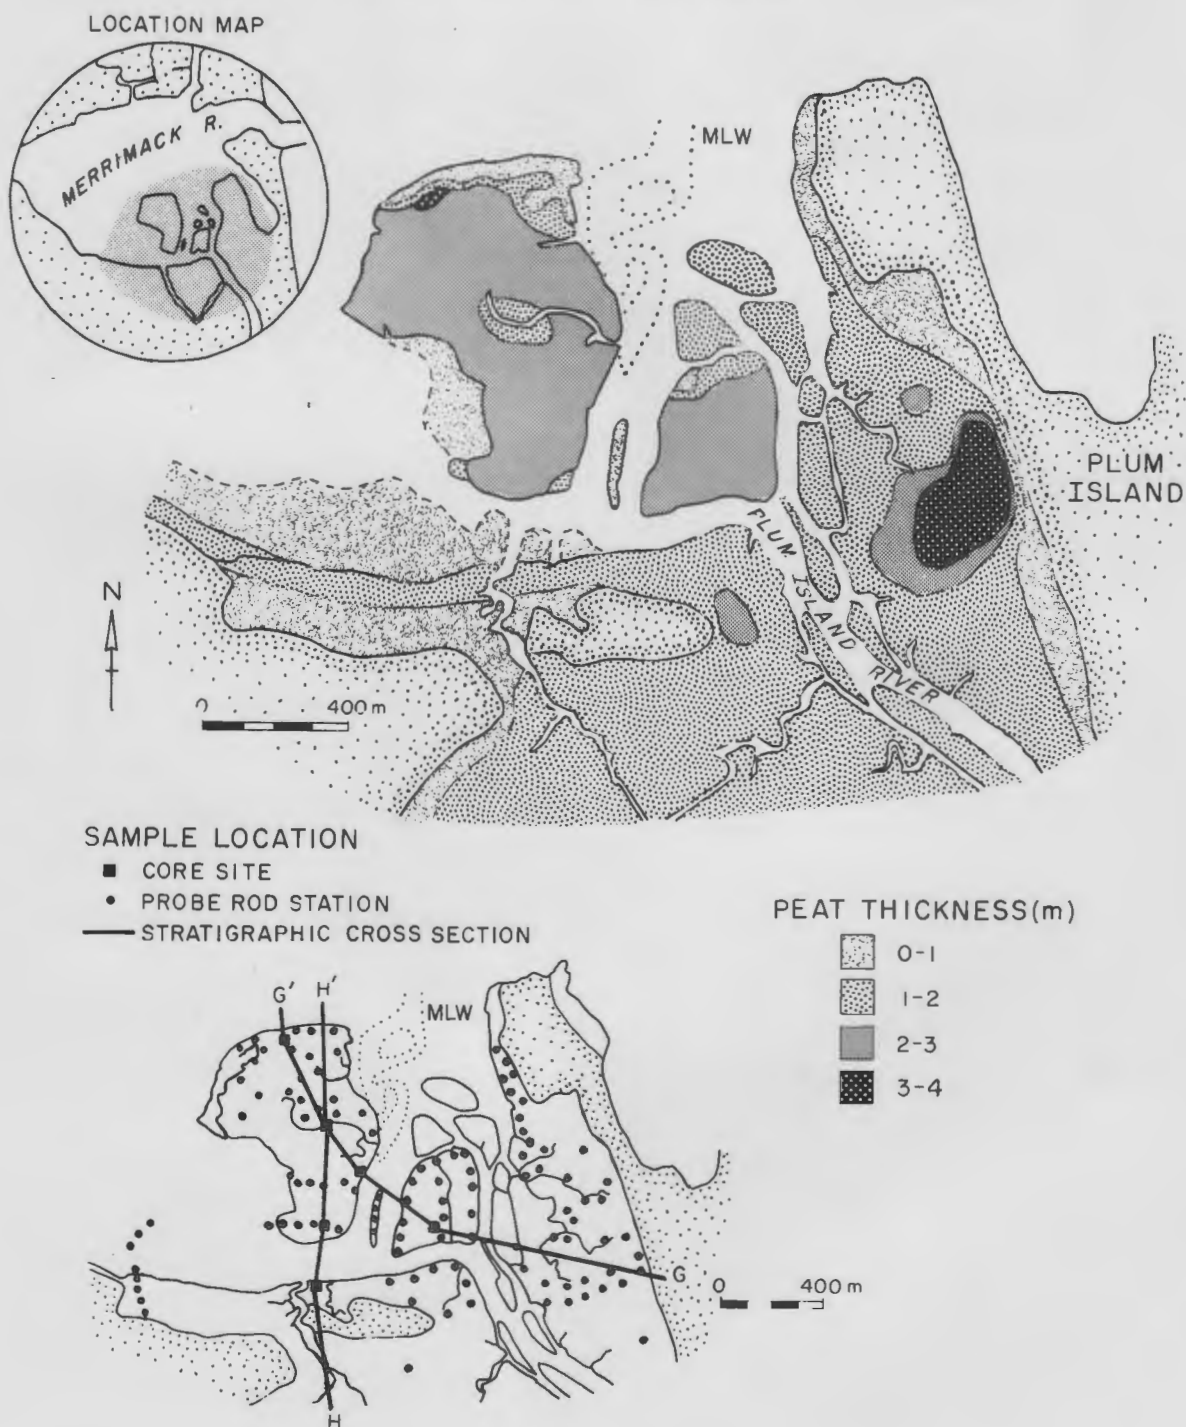 LOCATION MAP
MERRIMACK R.
MLW
PLUM
ISLAND
PLUM ISLAND RIVER
N
0 400 m
SAMPLE LOCATION
CORE SITE
PROBE ROD STATION
STRATIGRAPHIC CROSS SECTION
PEAT THICKNESS(m)
0-1
1-2
2-3
3-4
G' H'
MLW
G
0 400 m
H